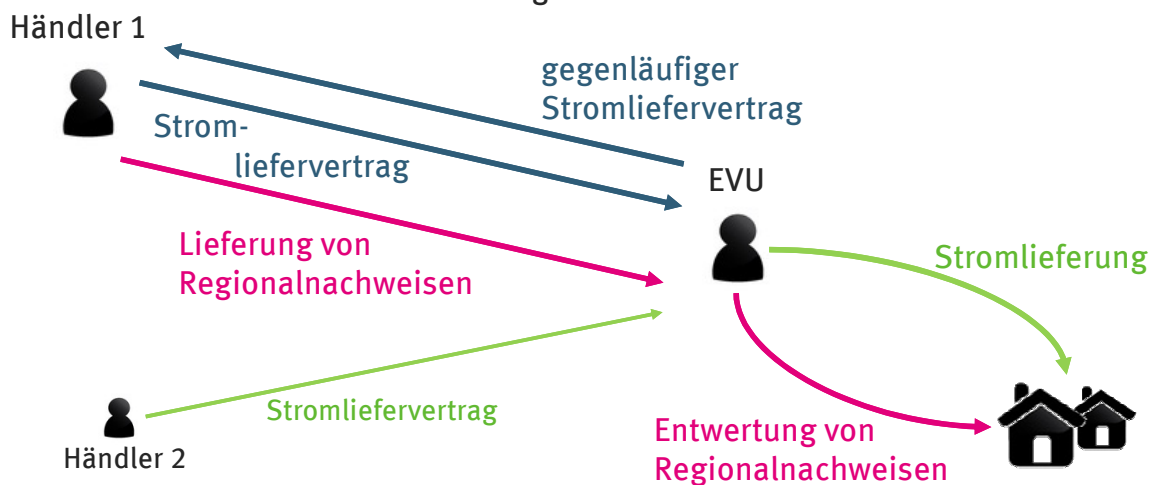 Händler 1
gegenläufiger
Stromliefervertrag
Strom-
liefervertrag
EVU
Lieferung von
Regionalnachweisen
Stromlieferung
Stromliefervertrag
Händler 2
Entwertung von
Regionalnachweisen